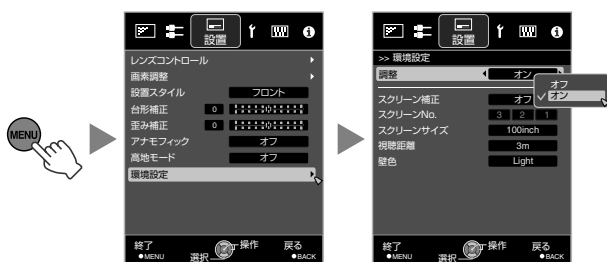 MENU
設置
レンズコントロール
画素調整
設置スタイル フロント
台形補正 0
歪み補正 0
アナモフィック オフ
高地モード オフ
環境設定
終了 操作 戻る
●MENU 選択 ●BACK
設置
>> 環境設定
調整 オン
オフ
✓ オン
スクリーン補正 オフ
スクリーンNo. 3 2 1
スクリーンサイズ 100inch
視聴距離 3m
壁色 Light
終了 操作 戻る
●MENU 選択 ●BACK